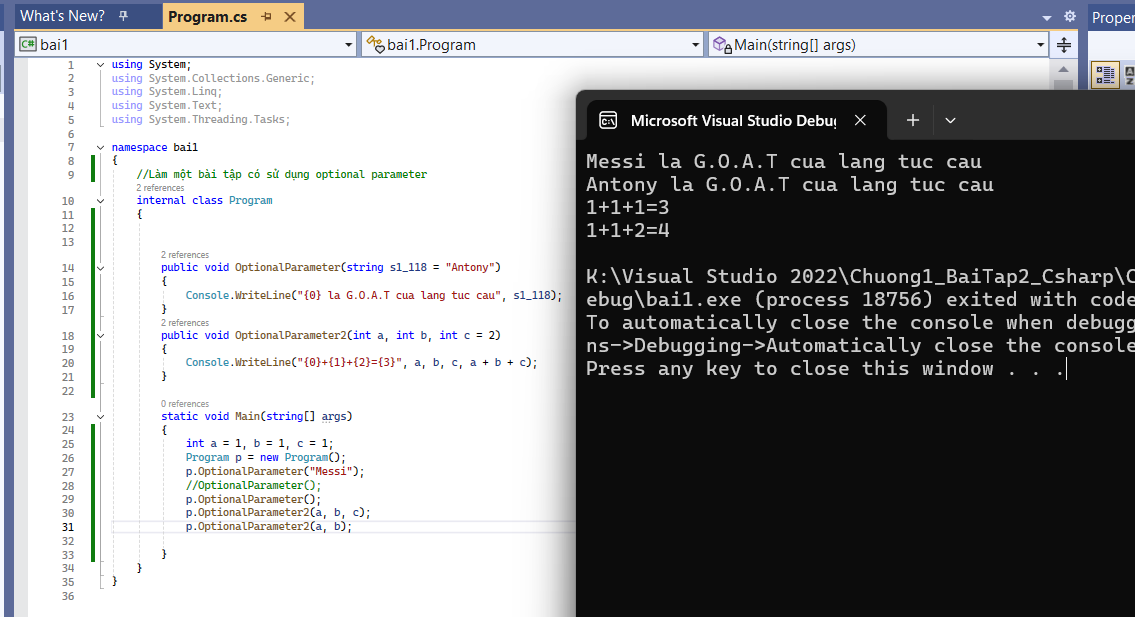 What's New?
Program.cs
Proper
C# bai1
bai1.Program
Main(string[] args)
1 using System;
2 using System.Collections.Generic;
3 using System.Linq;
4 using System.Text;
5 using System.Threading.Tasks;
6
7 namespace bai1
8 {
9 //Làm một bài tập có sử dụng optional parameter
2 references
10 internal class Program
11 {
12
13
2 references
14 public void OptionalParameter(string s1_118 = "Antony")
15 {
16 Console.WriteLine("{0} la G.O.A.T cua lang tuc cau", s1_118);
17 }
2 references
18 public void OptionalParameter2(int a, int b, int c = 2)
19 {
20 Console.WriteLine("{0}+{1}+{2}={3}", a, b, c, a + b + c);
21 }
22
0 references
23 static void Main(string[] args)
24 {
25 int a = 1, b = 1, c = 1;
26 Program p = new Program();
27 p.OptionalParameter("Messi");
28 //OptionalParameter();
29 p.OptionalParameter();
30 p.OptionalParameter2(a, b, c);
31 p.OptionalParameter2(a, b);
32
33 }
34 }
35 }
36
Microsoft Visual Studio Debu
Messi la G.O.A.T cua lang tuc cau
Antony la G.O.A.T cua lang tuc cau
1+1+1=3
1+1+2=4
K:\Visual Studio 2022\Chuong1_BaiTap2_Csharp\C
ebug\bai1.exe (process 18756) exited with code
To automatically close the console when debugg
ns->Debugging->Automatically close the console
Press any key to close this window . . .